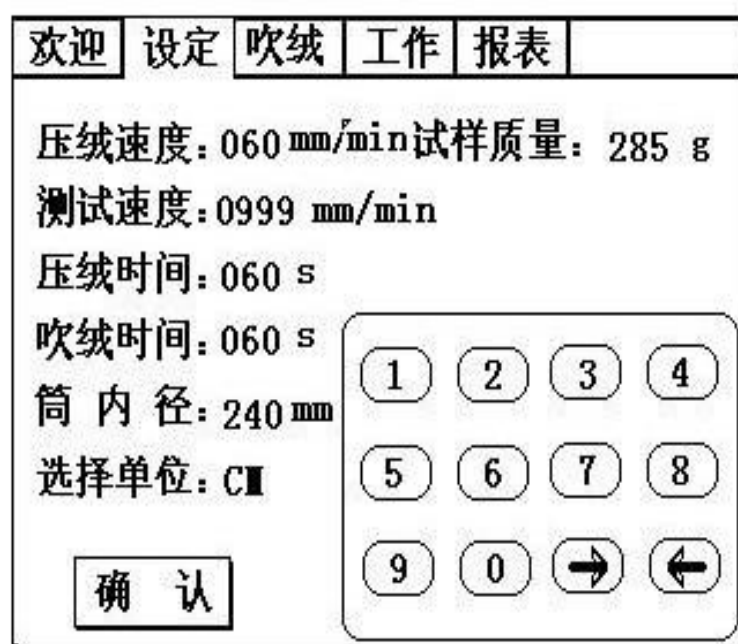 欢迎 设定 吹绒 工作 报表
压绒速度：060 mm/min 试样质量：285 g
测试速度：0999 mm/min
压绒时间：060 s
吹绒时间：060 s
筒内径：240 mm
选择单位：CM
1 2 3 4
5 6 7 8
9 0 → ←
确认